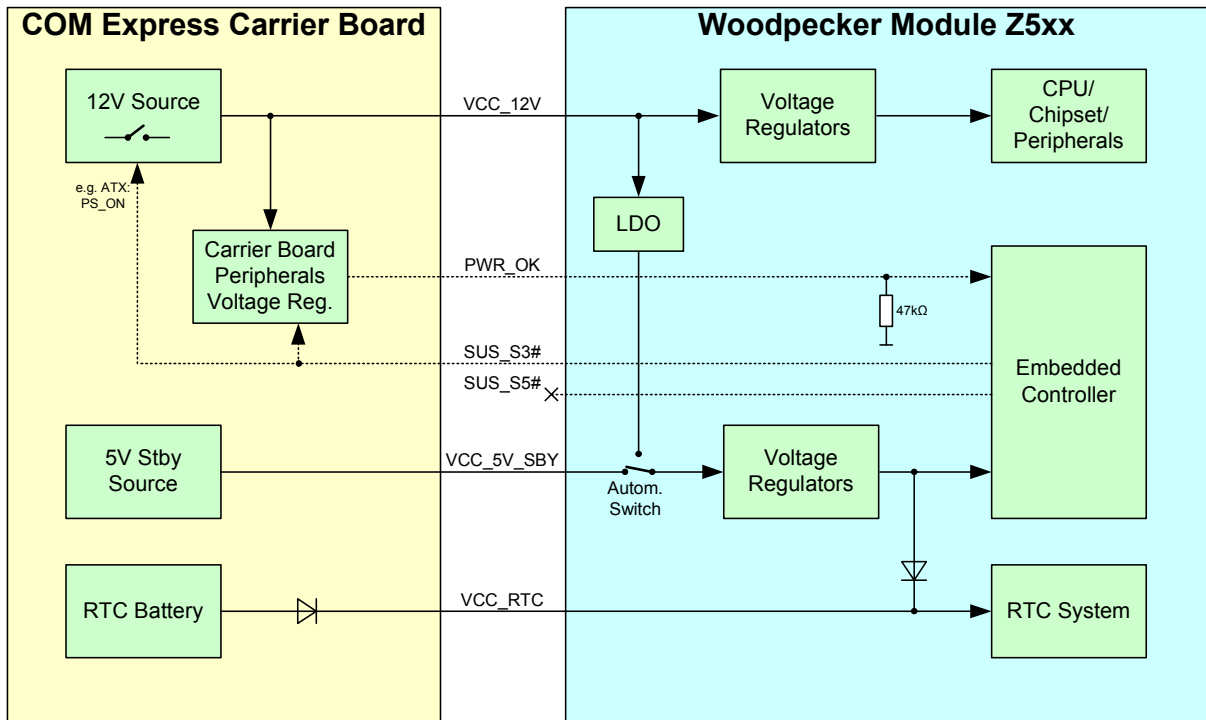 COM Express Carrier Board
Woodpecker Module Z5xx
12V Source
VCC_12V
Voltage
Regulators
CPU/
Chipset/
Peripherals
e.g. ATX:
PS_ON
LDO
Carrier Board
Peripherals
Voltage Reg.
PWR_OK
47kΩ
SUS_S3#
SUS_S5#
Embedded
Controller
5V Stby
Source
VCC_5V_SBY
Autom.
Switch
Voltage
Regulators
RTC Battery
VCC_RTC
RTC System